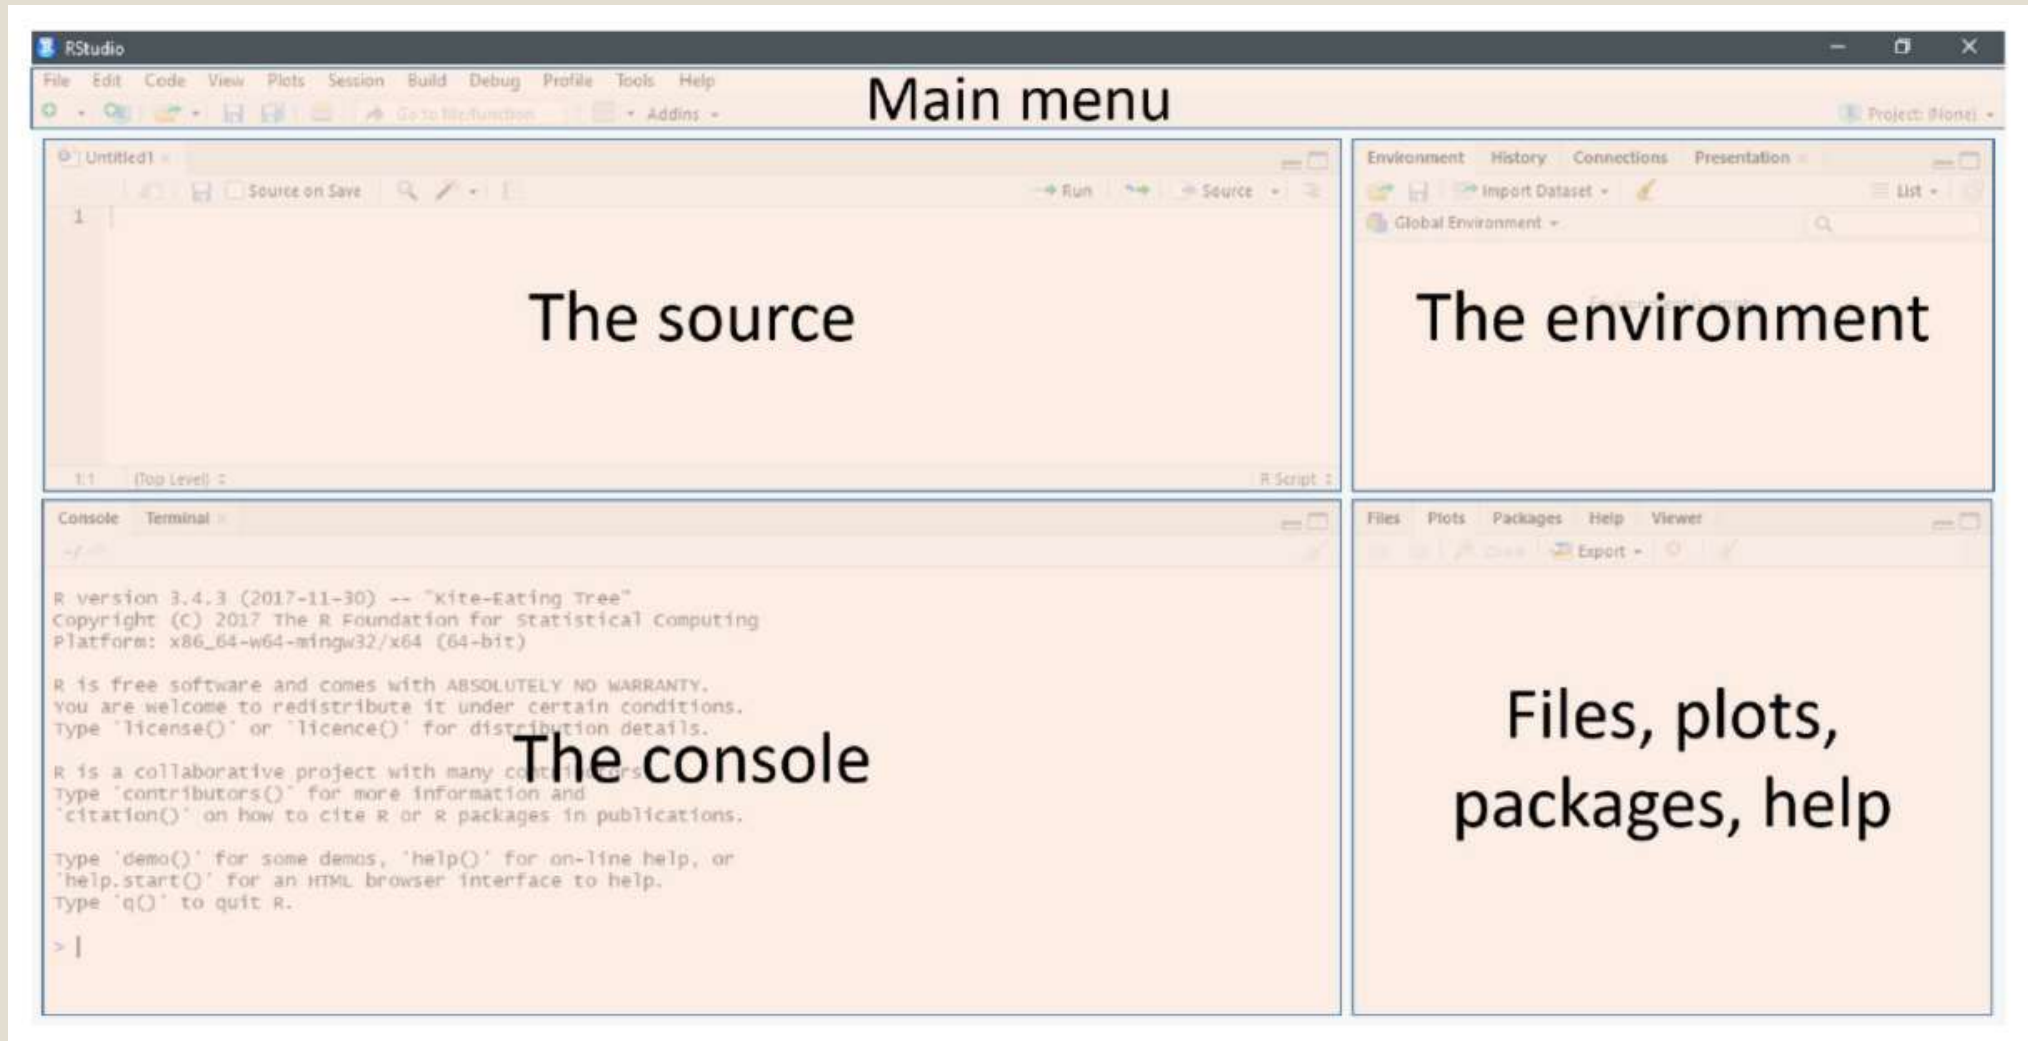 RStudio
File Edit Code View Plots Session Build Debug Profile Tools Help
Main menu
Go to file/function Addins
Project: (None)
Untitled1
Source on Save Run Source
1
The source
1:1 (Top Level) R Script
Environment History Connections Presentation
Import Dataset List
Global Environment
The environment
Console Terminal
~/
R version 3.4.3 (2017-11-30) -- "Kite-Eating Tree"
Copyright (C) 2017 The R Foundation for Statistical Computing
Platform: x86_64-w64-mingw32/x64 (64-bit)
R is free software and comes with ABSOLUTELY NO WARRANTY.
You are welcome to redistribute it under certain conditions.
Type 'license()' or 'licence()' for distribution details.
R is a collaborative project with many contributors.
Type 'contributors()' for more information and
'citation()' on how to cite R or R packages in publications.
Type 'demo()' for some demos, 'help()' for on-line help, or
'help.start()' for an HTML browser interface to help.
Type 'q()' to quit R.
>
The console
Files Plots Packages Help Viewer
Export
Files, plots,
packages, help